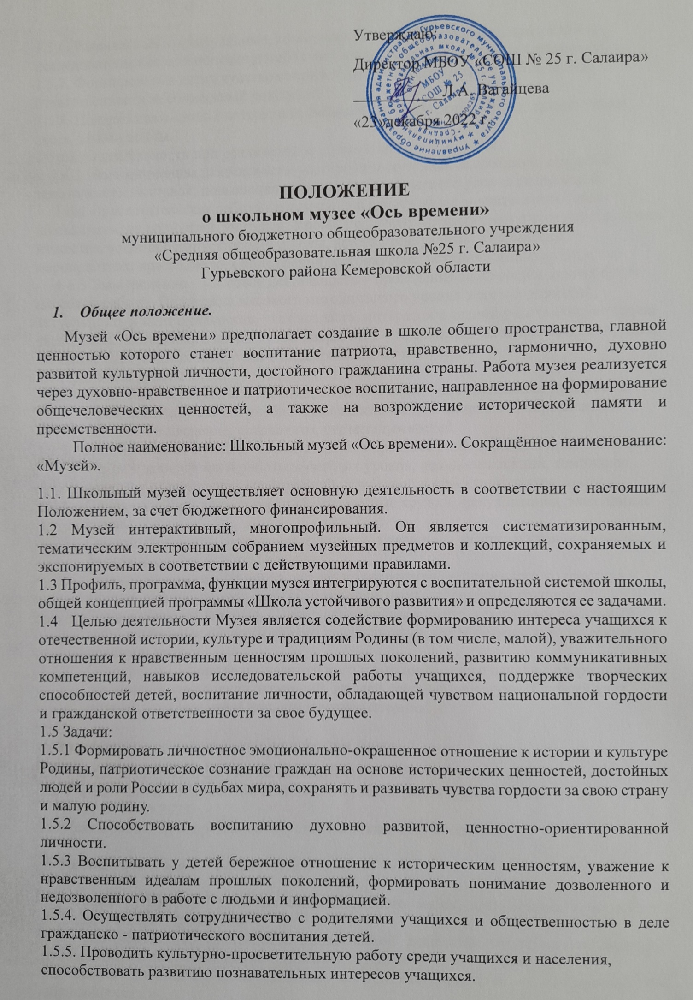 Утверждаю:
Директор МБОУ «СОШ № 25 г. Салаира»
Л.А. Вагайцева
«23»декабря 2022 г.
МБОУ
"СОШ № 25
г. Салаира"
ПОЛОЖЕНИЕ
о школьном музее «Ось времени»
муниципального бюджетного общеобразовательного учреждения
«Средняя общеобразовательная школа №25 г. Салаира»
Гурьевского района Кемеровской области
1. Общее положение.
Музей «Ось времени» предполагает создание в школе общего пространства, главной
ценностью которого станет воспитание патриота, нравственно, гармонично, духовно
развитой культурной личности, достойного гражданина страны. Работа музея реализуется
через духовно-нравственное и патриотическое воспитание, направленное на формирование
общечеловеческих ценностей, а также на возрождение исторической памяти и
преемственности.
Полное наименование: Школьный музей «Ось времени». Сокращённое наименование:
«Музей».
1.1. Школьный музей осуществляет основную деятельность в соответствии с настоящим
Положением, за счет бюджетного финансирования.
1.2 Музей интерактивный, многопрофильный. Он является систематизированным,
тематическим электронным собранием музейных предметов и коллекций, сохраняемых и
экспонируемых в соответствии с действующими правилами.
1.3 Профиль, программа, функции музея интегрируются с воспитательной системой школы,
общей концепцией программы «Школа устойчивого развития» и определяются ее задачами.
1.4 Целью деятельности Музея является содействие формированию интереса учащихся к
отечественной истории, культуре и традициям Родины (в том числе, малой), уважительного
отношения к нравственным ценностям прошлых поколений, развитию коммуникативных
компетенций, навыков исследовательской работы учащихся, поддержке творческих
способностей детей, воспитание личности, обладающей чувством национальной гордости
и гражданской ответственности за свое будущее.
1.5 Задачи:
1.5.1 Формировать личностное эмоционально-окрашенное отношение к истории и культуре
Родины, патриотическое сознание граждан на основе исторических ценностей, достойных
людей и роли России в судьбах мира, сохранять и развивать чувства гордости за свою страну
и малую родину.
1.5.2 Способствовать воспитанию духовно развитой, ценностно-ориентированной
личности.
1.5.3 Воспитывать у детей бережное отношение к историческим ценностям, уважение к
нравственным идеалам прошлых поколений, формировать понимание дозволенного и
недозволенного в работе с людьми и информацией.
1.5.4. Осуществлять сотрудничество с родителями учащихся и общественностью в деле
гражданско - патриотического воспитания детей.
1.5.5. Проводить культурно-просветительную работу среди учащихся и населения,
способствовать развитию познавательных интересов учащихся.